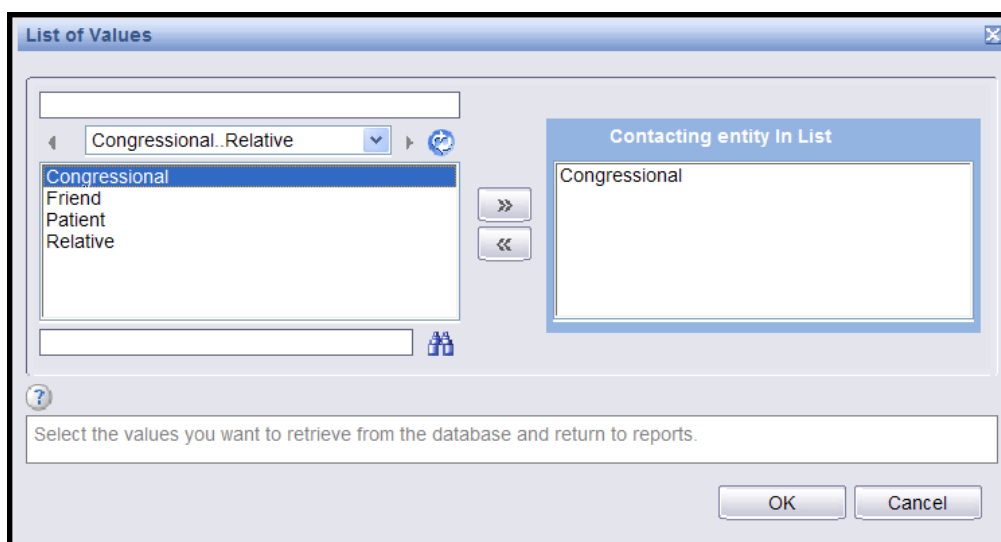 List of Values
Congressional..Relative
Congressional
Friend
Patient
Relative
Contacting entity In List
Congressional
Select the values you want to retrieve from the database and return to reports.
OK
Cancel